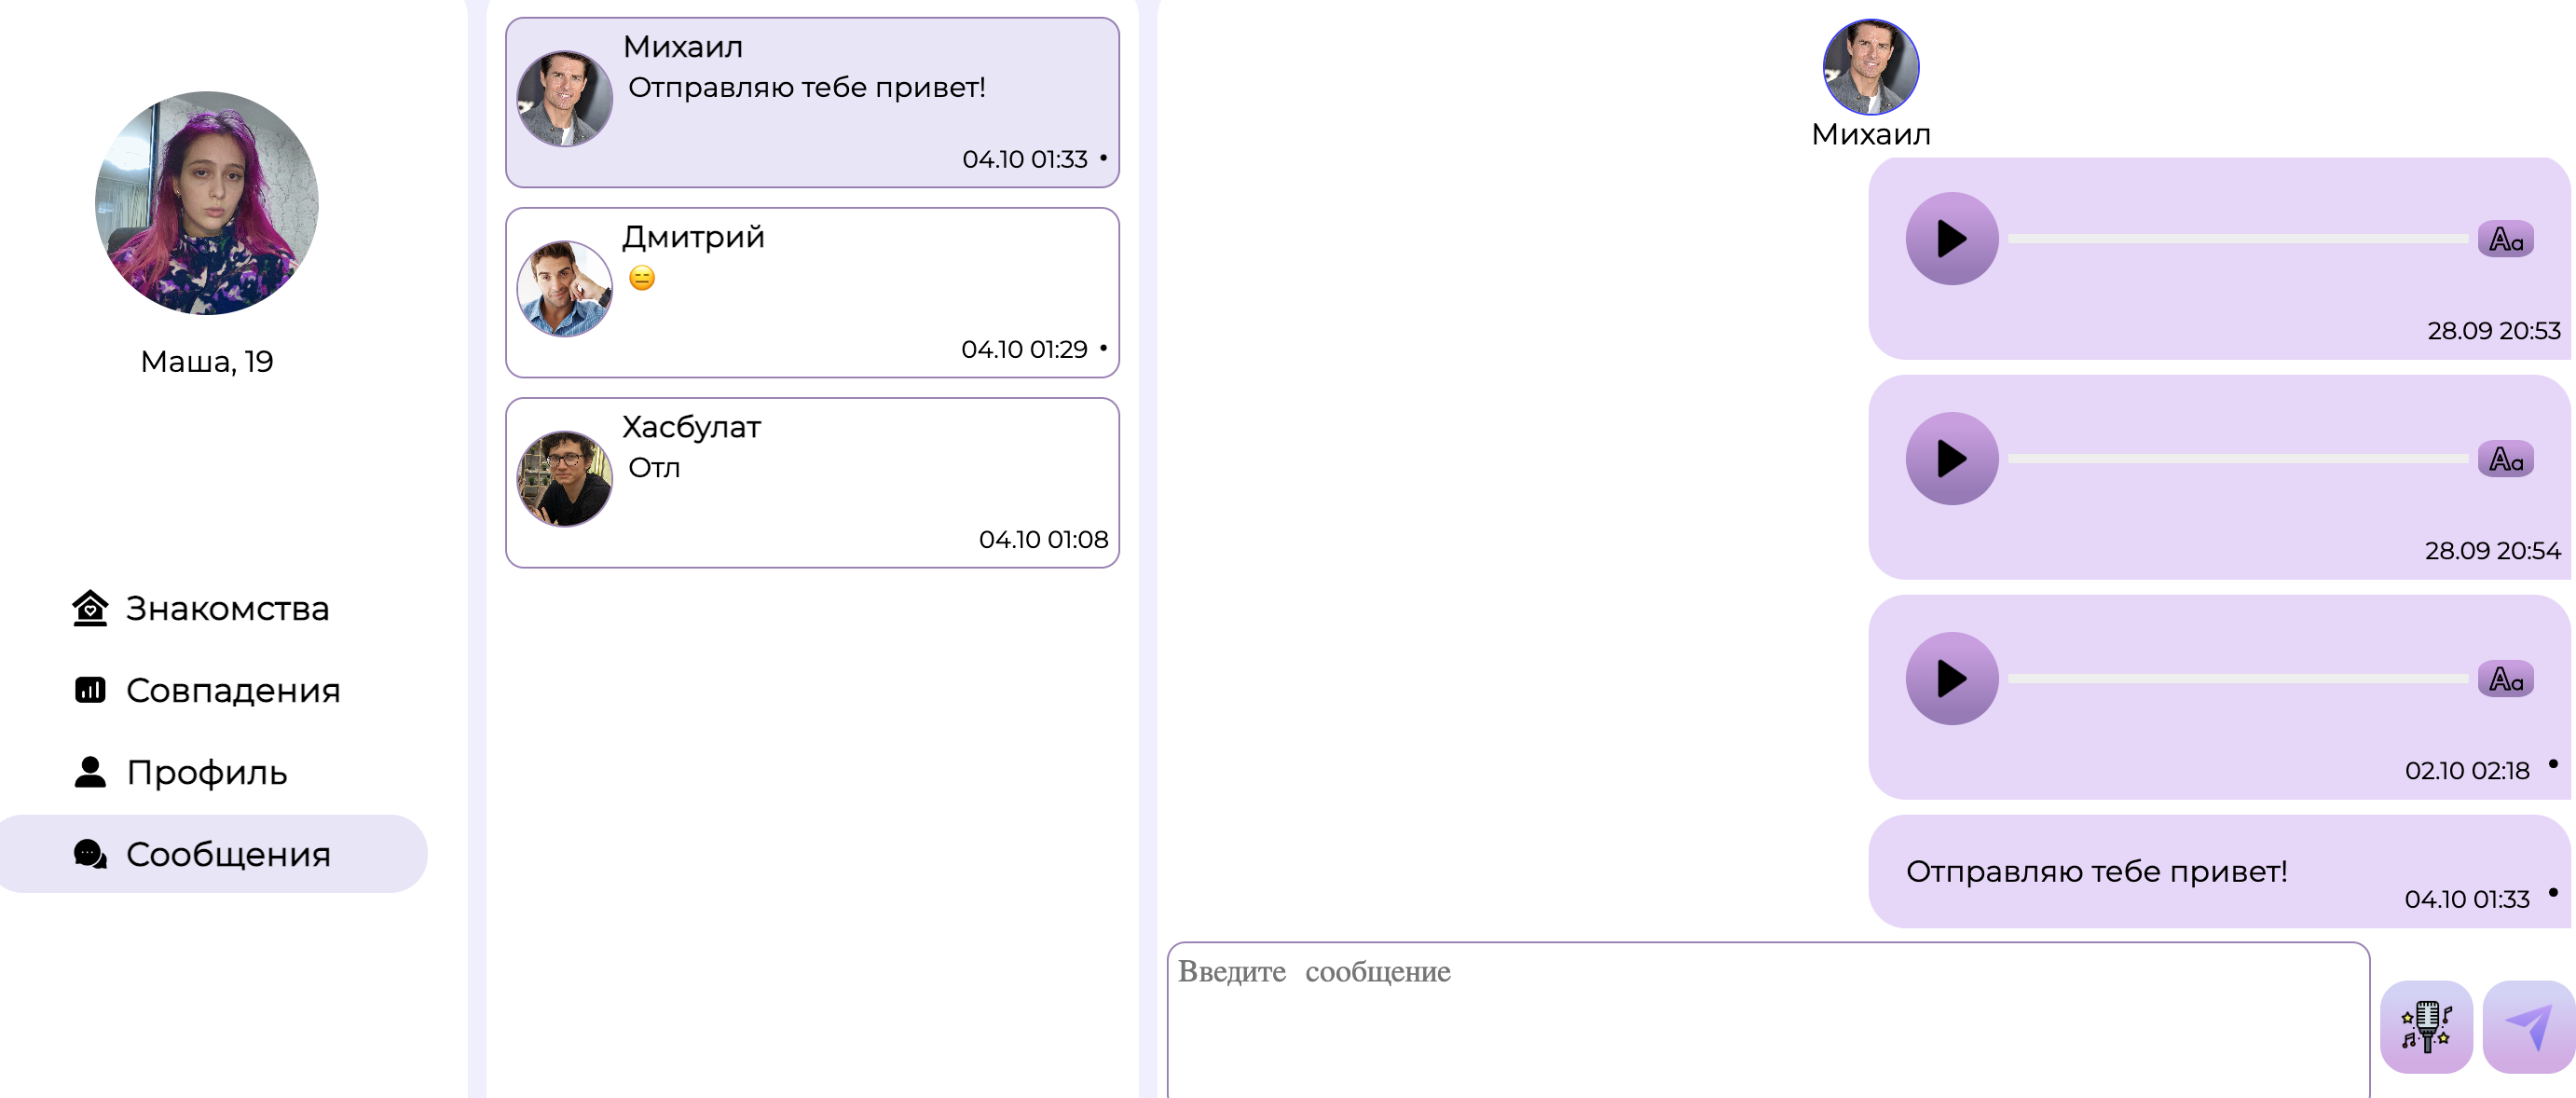 Маша, 19
Знакомства
Совпадения
Профиль
Сообщения
Михаил
Отправляю тебе привет!
04.10 01:33 •
Дмитрий
😑
04.10 01:29 •
Хасбулат
Отл
04.10 01:08
Михаил
Aa
28.09 20:53
Aa
28.09 20:54
Aa
02.10 02:18 •
Отправляю тебе привет!
04.10 01:33 •
Введите сообщение